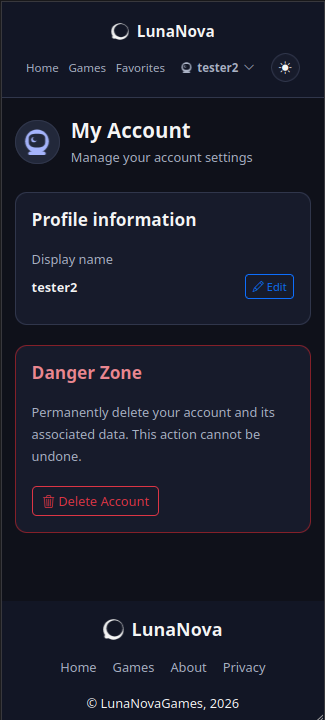 LunaNova
Home Games Favorites tester2
My Account
Manage your account settings
Profile information
Display name
tester2
Edit
Danger Zone
Permanently delete your account and its
associated data. This action cannot be
undone.
Delete Account
LunaNova
Home Games About Privacy
© LunaNovaGames, 2026